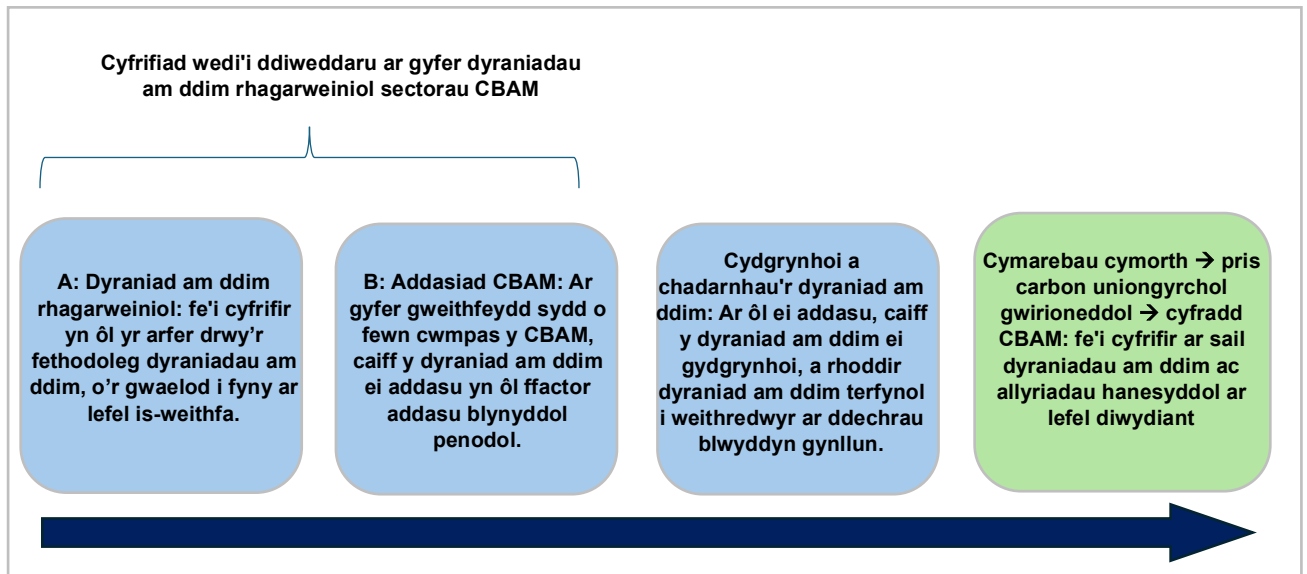 Cyfrifiad wedi'i ddiweddaru ar gyfer dyraniadau
am ddim rhagarweiniol sectorau CBAM
A: Dyraniad am ddim
rhagarweiniol: fe'i cyfrifir
yn ôl yr arfer drwy’r
fethodoleg dyraniadau am
ddim, o’r gwaelod i fyny ar
lefel is-weithfa.
B: Addasiad CBAM: Ar
gyfer gweithfeydd sydd o
fewn cwmpas y CBAM,
caiff y dyraniad am ddim
ei addasu yn ôl ffactor
addasu blynyddol
penodol.
Cydgrynhoi a
chadarnhau'r dyraniad am
ddim: Ar ôl ei addasu, caiff
y dyraniad am ddim ei
gydgrynhoi, a rhoddir
dyraniad am ddim terfynol
i weithredwyr ar ddechrau
blwyddyn gynllun.
Cymarebau cymorth → pris
carbon uniongyrchol
gwirioneddol → cyfradd
CBAM: fe'i cyfrifir ar sail
dyraniadau am ddim ac
allyriadau hanesyddol ar
lefel diwydiant